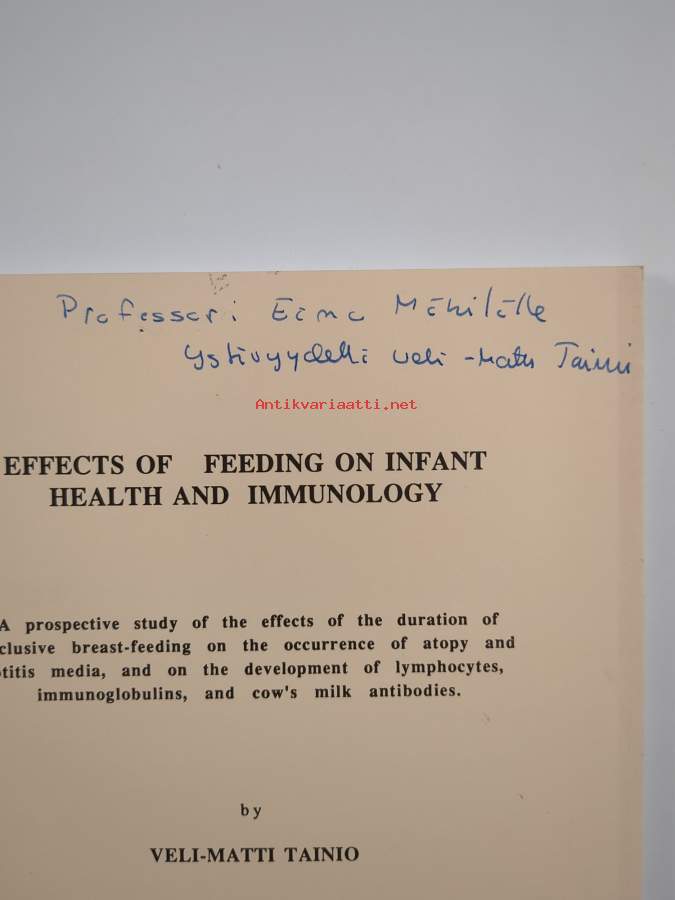 Professori Eino Mäkilälle
ystävyydellä Veli-Matti Tainio
Antikvariaatti.net
EFFECTS OF FEEDING ON INFANT
HEALTH AND IMMUNOLOGY
A prospective study of the effects of the duration of
clusive breast-feeding on the occurrence of atopy and
titis media, and on the development of lymphocytes,
immunoglobulins, and cow's milk antibodies.
by
VELI-MATTI TAINIO